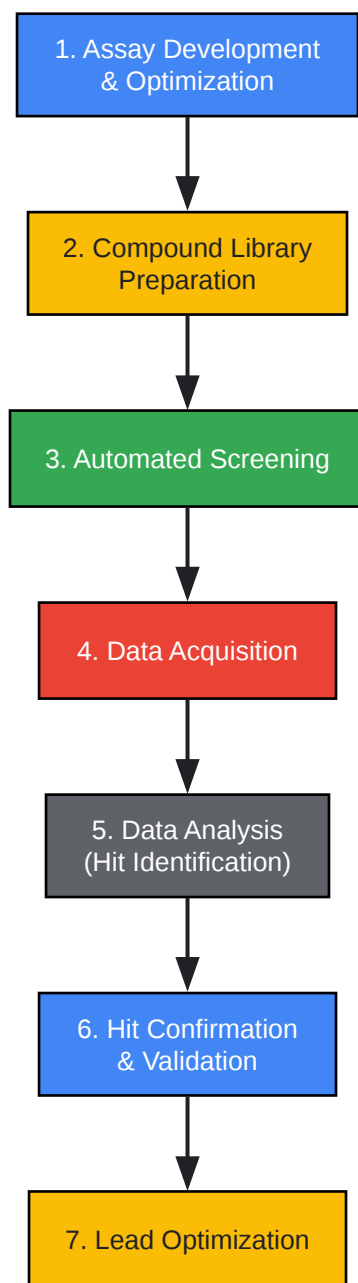 1. Assay Development
& Optimization
2. Compound Library
Preparation
3. Automated Screening
4. Data Acquisition
5. Data Analysis
(Hit Identification)
6. Hit Confirmation
& Validation
7. Lead Optimization